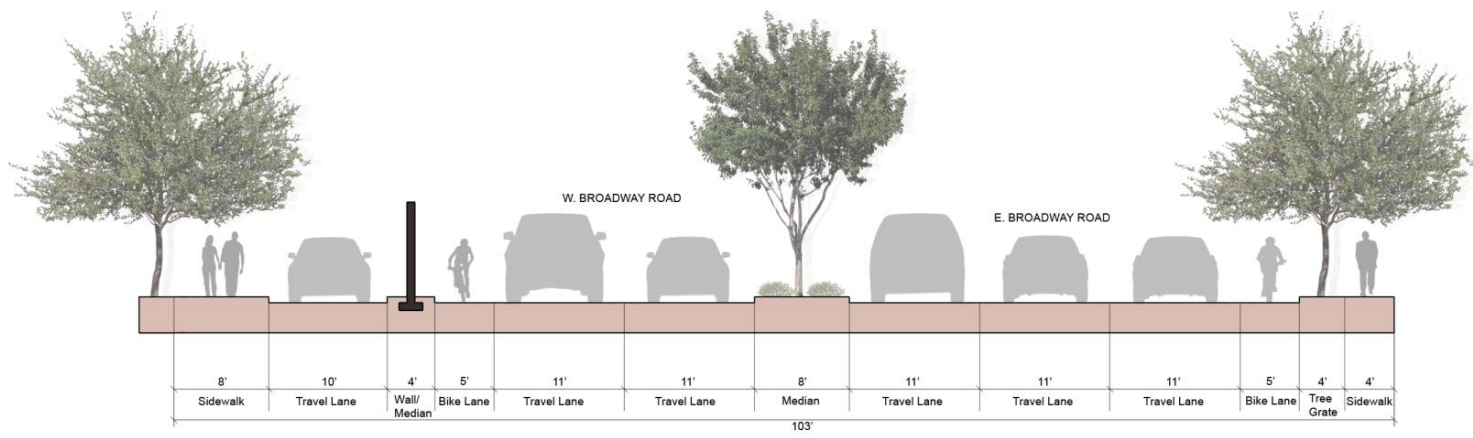 W. BROADWAY ROAD
E. BROADWAY ROAD
8' 10' 4' 5' 11' 11' 8' 11' 11' 11' 5' 4' 4'
Sidewalk Travel Lane Wall/ Bike Lane Travel Lane Travel Lane Median Travel Lane Travel Lane Travel Lane Bike Lane Tree Sidewalk
Median Grate
103'